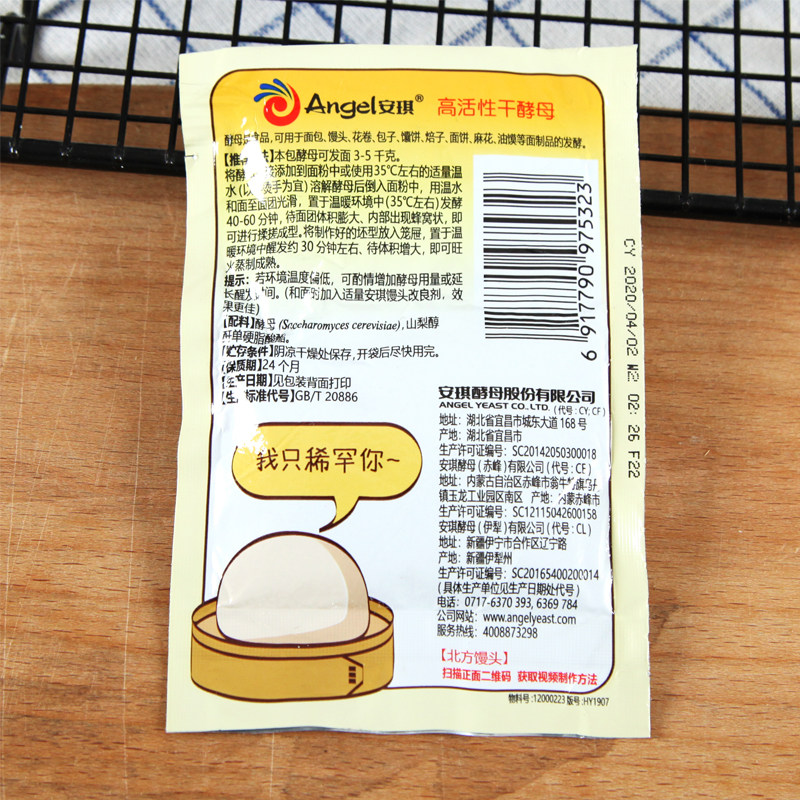 Angel安琪® 高活性干酵母
酵母是食品,可用于面包、馒头、花卷、包子、馕饼、焙子、面饼、麻花、油馍等面制品的发酵。
本包酵母可发面 3-5 千克。
添加到面粉中或使用35℃左右的适量温
水(以 手为宜)溶解酵母后倒入面粉中,用温水
和面至面团光滑,置于温暖环境中(35℃左右)发酵
40-60 分钟,待面团体积膨大、内部出现蜂窝状,即
可进行揉搓成型。将制作好的坯型放入笼屉,置于温
暖环境中醒发约 30 分钟左右、待体积增大,即可旺
火蒸制成熟。
提示:若环境温度偏低,可酌情增加酵母用量或延
长醒发时间。(和面时加入适量安琪馒头改良剂,效
果更佳)
【配料】酵母 (Saccharomyces cerevisiae),山梨醇
酐单硬脂酸酯。
【贮存条件】阴凉干燥处保存,开袋后尽快用完。
【保质期】24 个月
【生产日期】见包装背面打印
【生产标准代号】GB/T 20886
6 917790 975323
CY 2020/04/02 W2 02: 26 F22
安琪酵母股份有限公司
ANGEL YEAST CO., LTD. (代号: CY; CF)
地址: 湖北省宜昌市城东大道 168 号
产地: 湖北省宜昌市
生产许可证编号: SC20142050300018
安琪酵母(赤峰)有限公司(代号: CF)
地址: 内蒙古自治区赤峰市翁牛特旗乌丹
镇玉龙工业园区南区 产地: 内蒙赤峰市
生产许可证编号: SC12115042600158
安琪酵母(伊犁)有限公司(代号: CL)
地址: 新疆伊宁市合作区辽宁路
产地: 新疆伊犁州
生产许可证编号: SC20165400200014
(具体生产单位见生产日期处代号)
电话: 0717-6370 393, 6369 784
公司网站: www.angelyeast.com
服务热线: 4008873298
我只稀罕你~
【北方馒头】
扫描正面二维码 获取视频制作方法
物料号:12000223 版号:HY1907